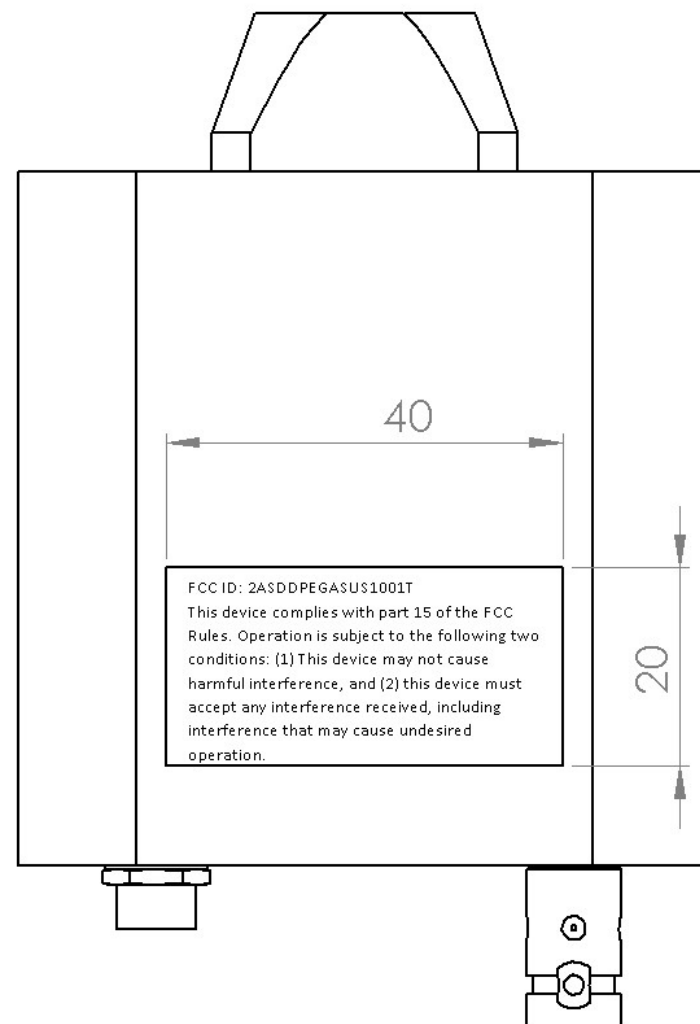 40
FCC ID: 2ASDDPEGASUS1001T
This device complies with part 15 of the FCC
Rules. Operation is subject to the following two
conditions: (1) This device may not cause
harmful interference, and (2) this device must
accept any interference received, including
interference that may cause undesired
operation.
20